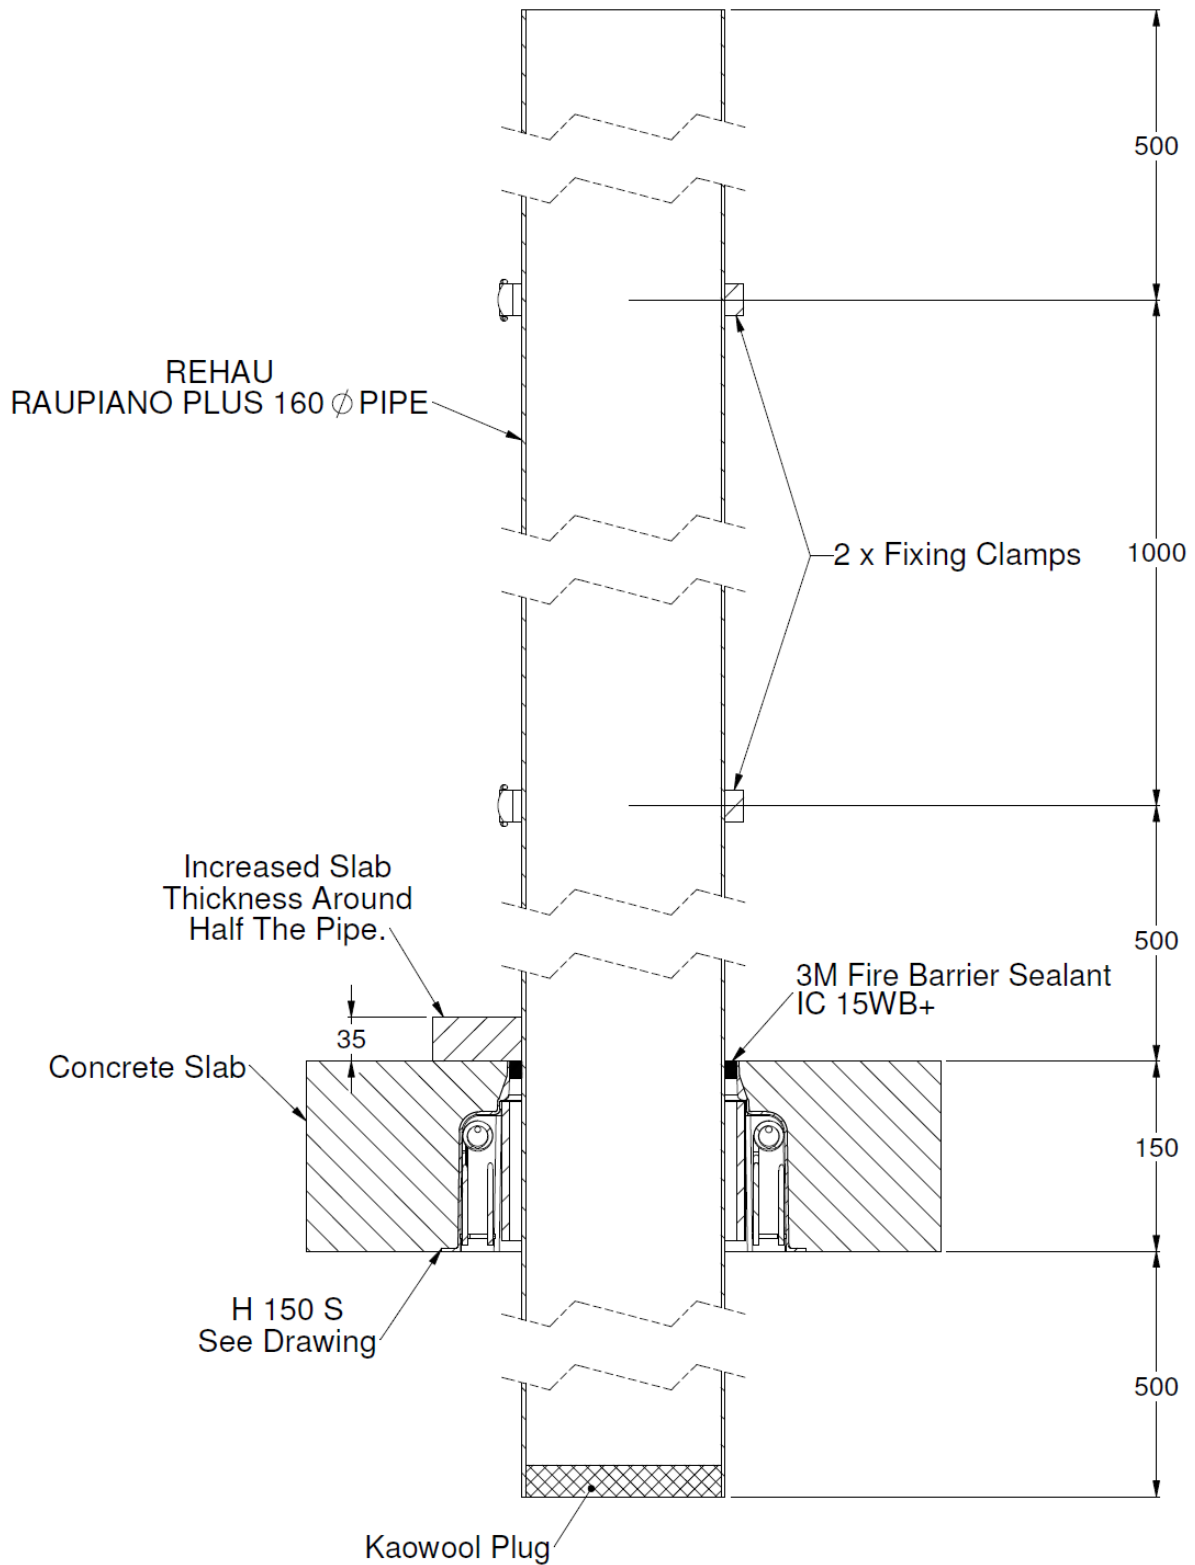 500
REHAU
RAUPIANO PLUS 160 ∅ PIPE
2 x Fixing Clamps
1000
Increased Slab
Thickness Around
Half The Pipe.
500
3M Fire Barrier Sealant
IC 15WB+
35
Concrete Slab
150
H 150 S
See Drawing
500
Kaowool Plug